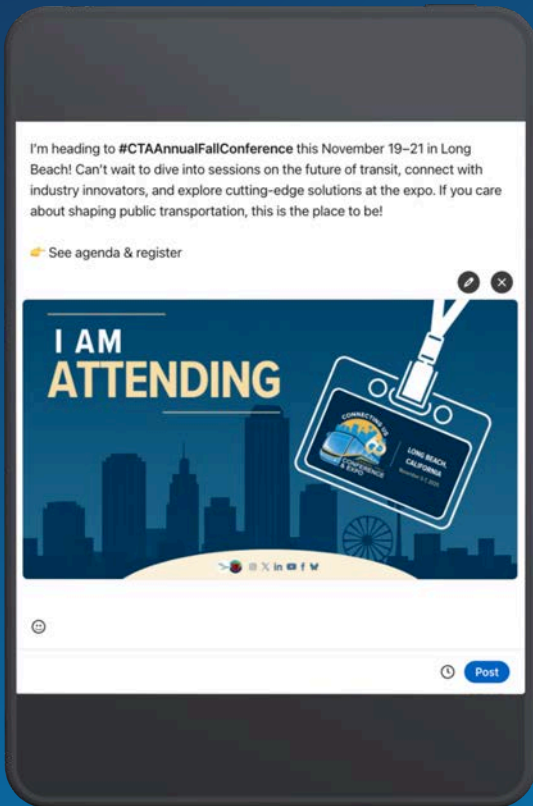 I'm heading to #CTAAnnualFallConference this November 19–21 in Long
Beach! Can't wait to dive into sessions on the future of transit, connect with
industry innovators, and explore cutting-edge solutions at the expo. If you care
about shaping public transportation, this is the place to be!
👉 See agenda & register
I AM
ATTENDING
CONNECTING US
CONFERENCE
& EXPO
LONG BEACH,
CALIFORNIA
Post